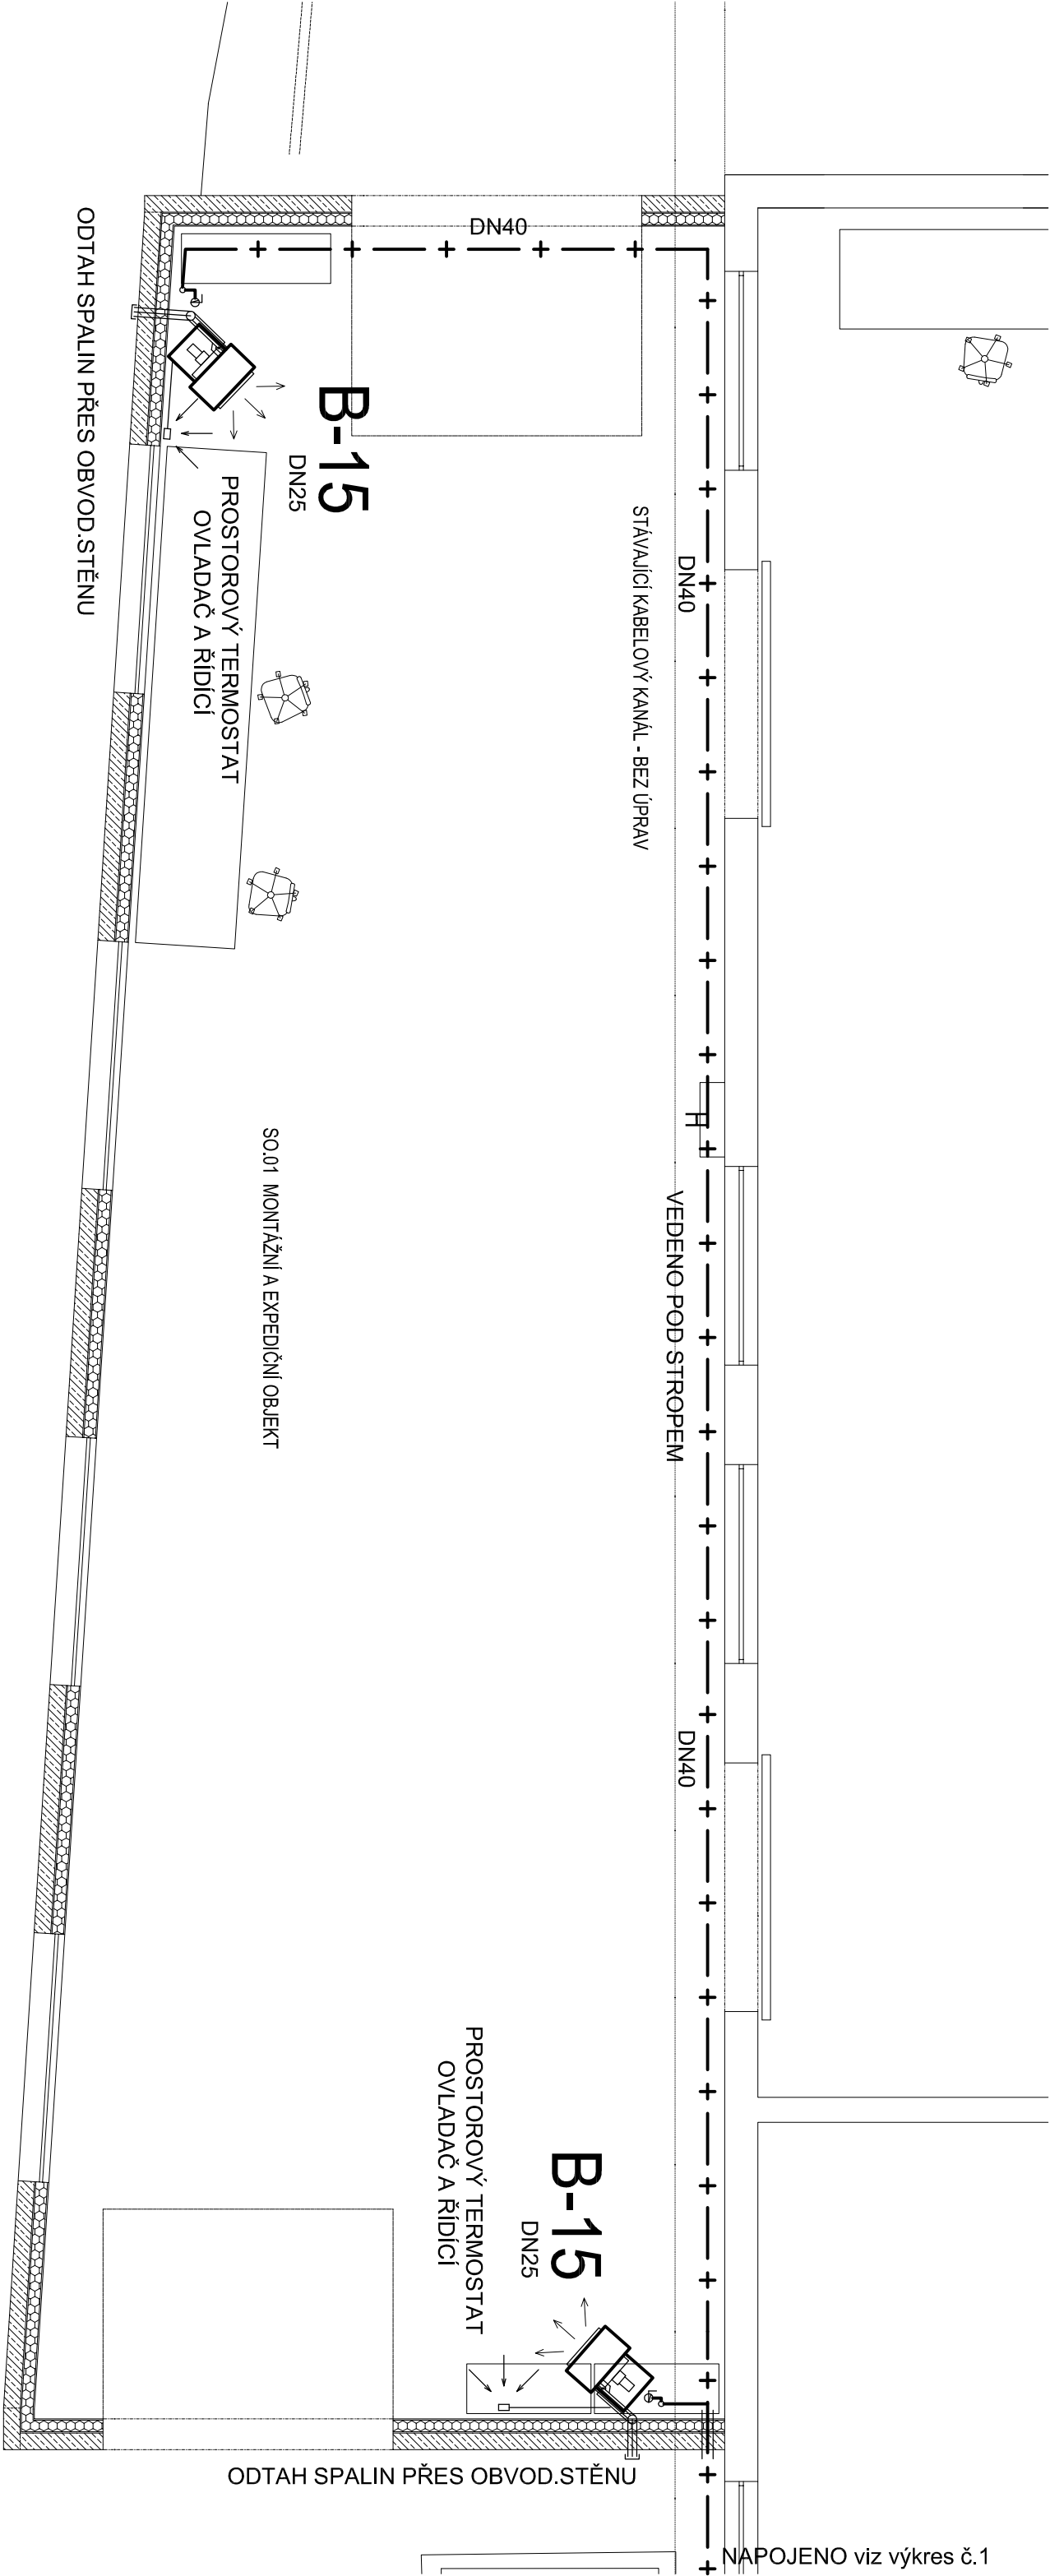 DN40
ODTAH SPALIN PŘES OBVOD.STĚNU
B-15
DN25
PROSTOROVÝ TERMOSTAT
OVLADAČ A ŘÍDÍCÍ
STÁVAJÍCÍ KABELOVÝ KANÁL - BEZ ÚPRAV
DN40
H
VEDENO POD STROPEM
SO.01 MONTÁŽNÍ A EXPEDIČNÍ OBJEKT
DN40
PROSTOROVÝ TERMOSTAT
OVLADAČ A ŘÍDÍCÍ
B-15
DN25
ODTAH SPALIN PŘES OBVOD.STĚNU
NAPOJENO viz výkres č.1